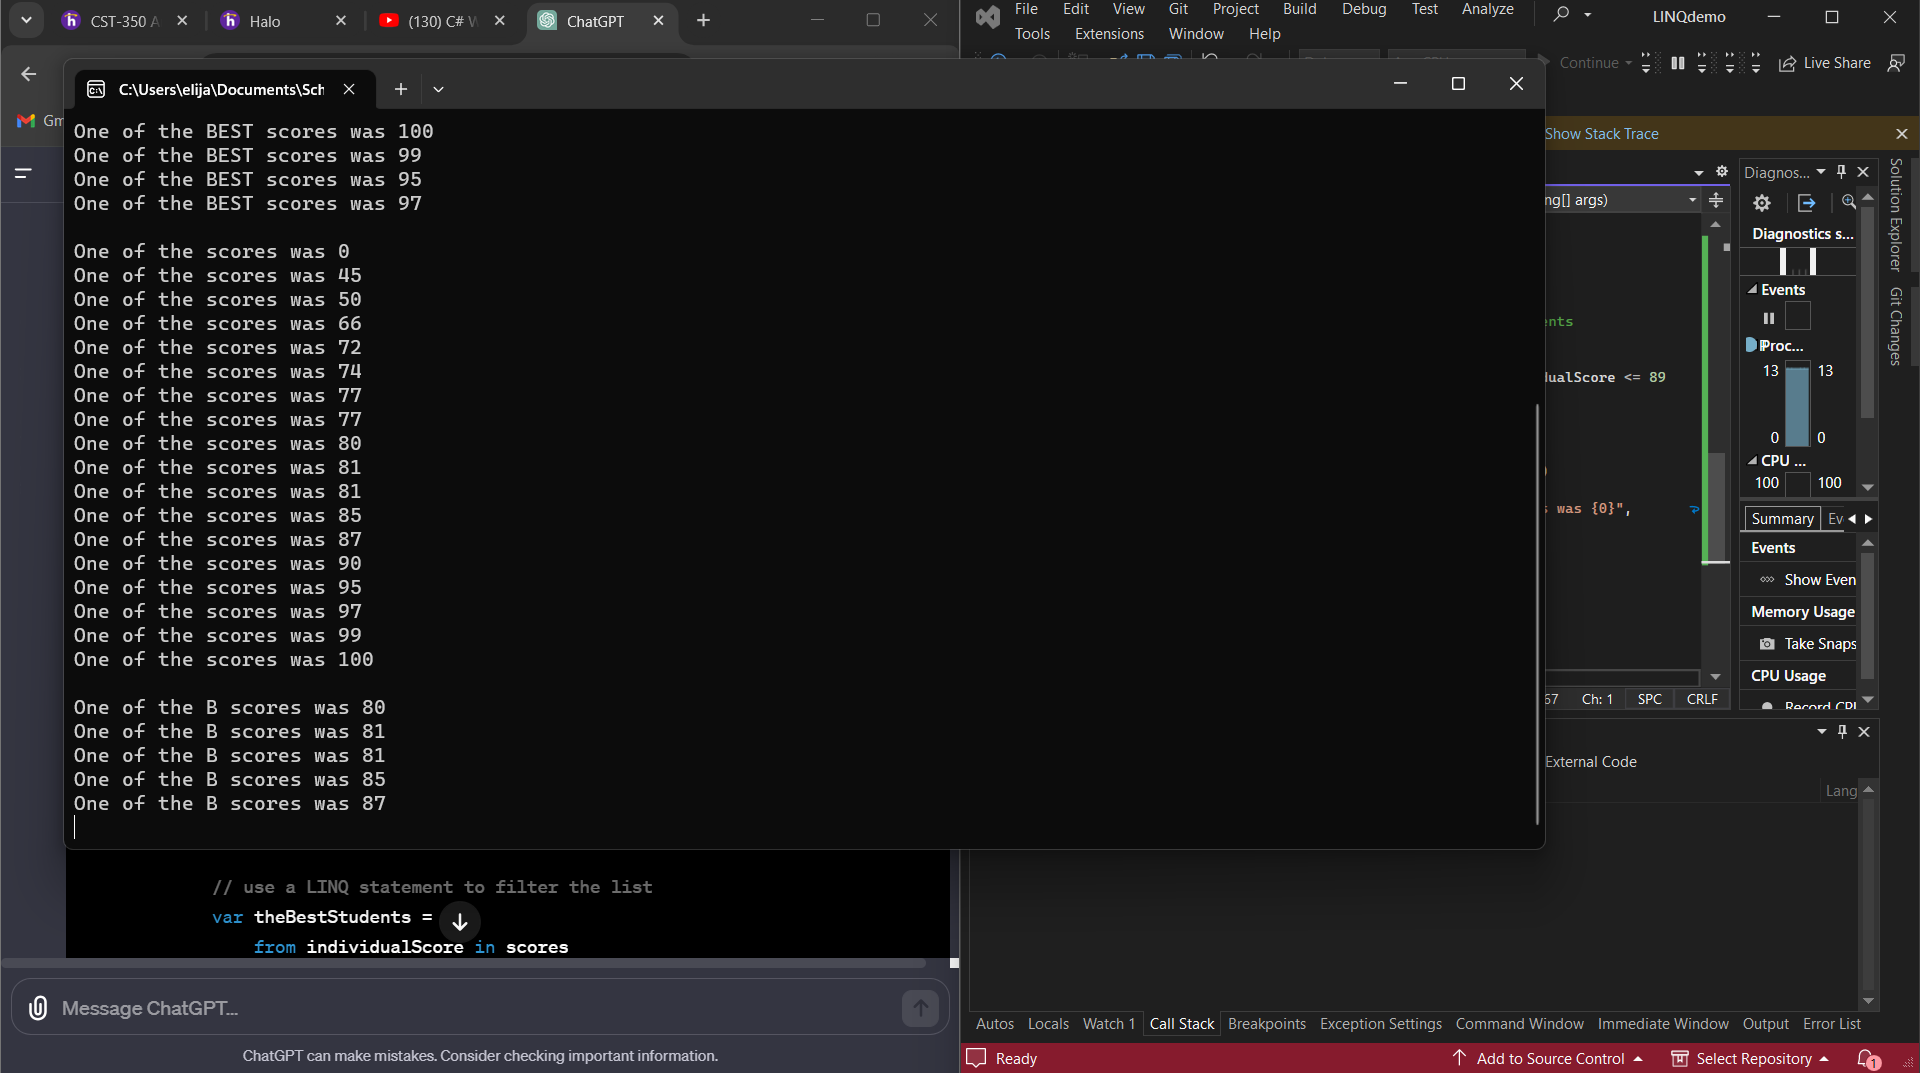 CST-350 A
Halo
(130) C# W
ChatGPT
C:\Users\elija\Documents\Sch
Gm
One of the BEST scores was 100
One of the BEST scores was 99
One of the BEST scores was 95
One of the BEST scores was 97
One of the scores was 0
One of the scores was 45
One of the scores was 50
One of the scores was 66
One of the scores was 72
One of the scores was 74
One of the scores was 77
One of the scores was 77
One of the scores was 80
One of the scores was 81
One of the scores was 81
One of the scores was 85
One of the scores was 87
One of the scores was 90
One of the scores was 95
One of the scores was 97
One of the scores was 99
One of the scores was 100
One of the B scores was 80
One of the B scores was 81
One of the B scores was 81
One of the B scores was 85
One of the B scores was 87
// use a LINQ statement to filter the list
var theBestStudents =
from individualScore in scores
Message ChatGPT...
ChatGPT can make mistakes. Consider checking important information.
File Edit View Git Project Build Debug Test Analyze
LINQdemo
Tools Extensions Window Help
Continue
Live Share
Show Stack Trace
ng[] args)
ents
dualScore <= 89
)
s was {0}",
57 Ch: 1 SPC CRLF
Diagnos...
Diagnostics s...
Events
Proc...
13 13
0 0
CPU ...
100 100
Summary Ev
Events
Show Even
Memory Usage
Take Snaps
CPU Usage
Record CPU
Solution Explorer
Git Changes
External Code
Lang
Autos Locals Watch 1 Call Stack Breakpoints Exception Settings Command Window Immediate Window Output Error List
Ready
Add to Source Control
Select Repository
1